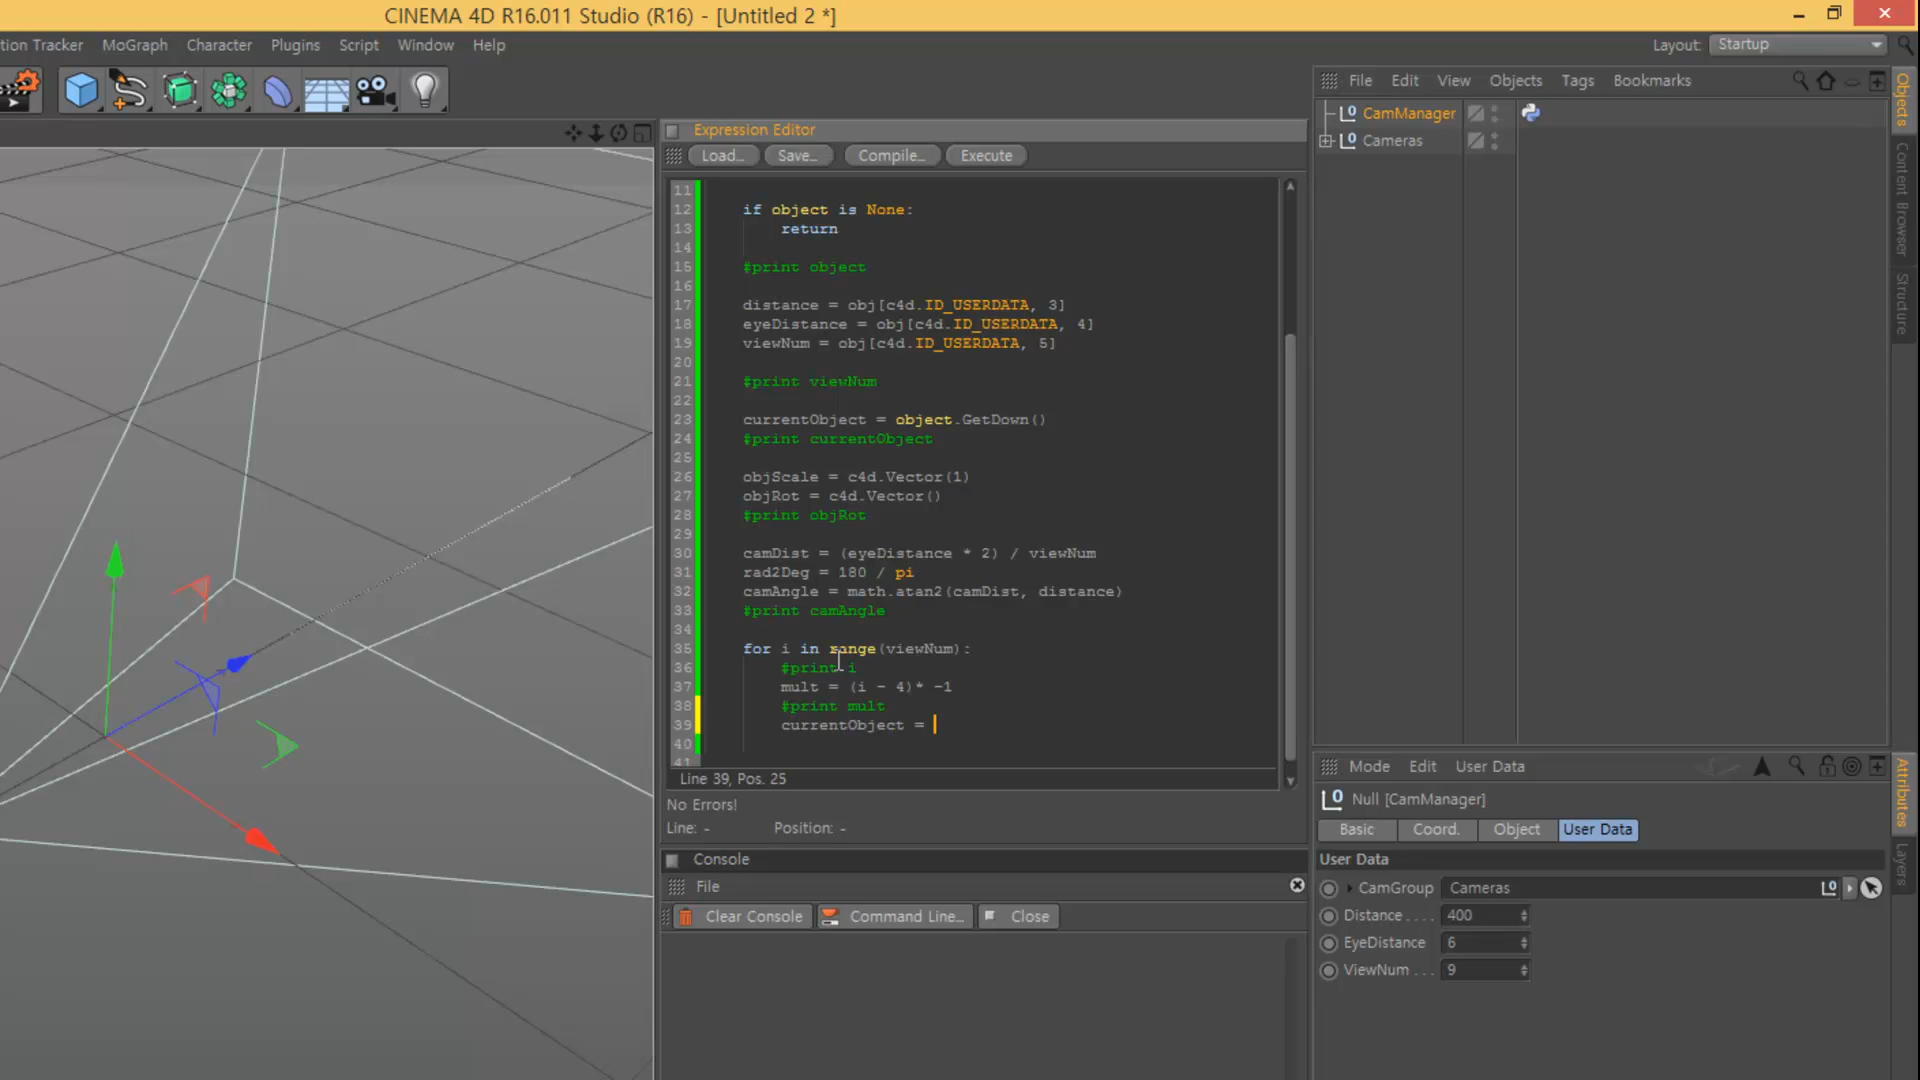 CINEMA 4D R16.011 Studio (R16) - [Untitled 2 *]
tion Tracker MoGraph Character Plugins Script Window Help
Layout: Startup
Expression Editor
Load... Save... Compile... Execute
11
12 if object is None:
13 return
14
15 #print object
16
17 distance = obj[c4d.ID_USERDATA, 3]
18 eyeDistance = obj[c4d.ID_USERDATA, 4]
19 viewNum = obj[c4d.ID_USERDATA, 5]
20
21 #print viewNum
22
23 currentObject = object.GetDown()
24 #print currentObject
25
26 objScale = c4d.Vector(1)
27 objRot = c4d.Vector()
28 #print objRot
29
30 camDist = (eyeDistance * 2) / viewNum
31 rad2Deg = 180 / pi
32 camAngle = math.atan2(camDist, distance)
33 #print camAngle
34
35 for i in range(viewNum):
36 #print i
37 mult = (i - 4)* -1
38 #print mult
39 currentObject =
40
41
Line 39, Pos. 25
No Errors!
Line: - Position: -
Console
File
Clear Console Command Line... Close
File Edit View Objects Tags Bookmarks
CamManager
Cameras
Objects
Content Browser
Structure
Mode Edit User Data
Null [CamManager]
Basic Coord. Object User Data
User Data
CamGroup Cameras
Distance . . . . 400
EyeDistance 6
ViewNum . . . 9
Attributes
Layers